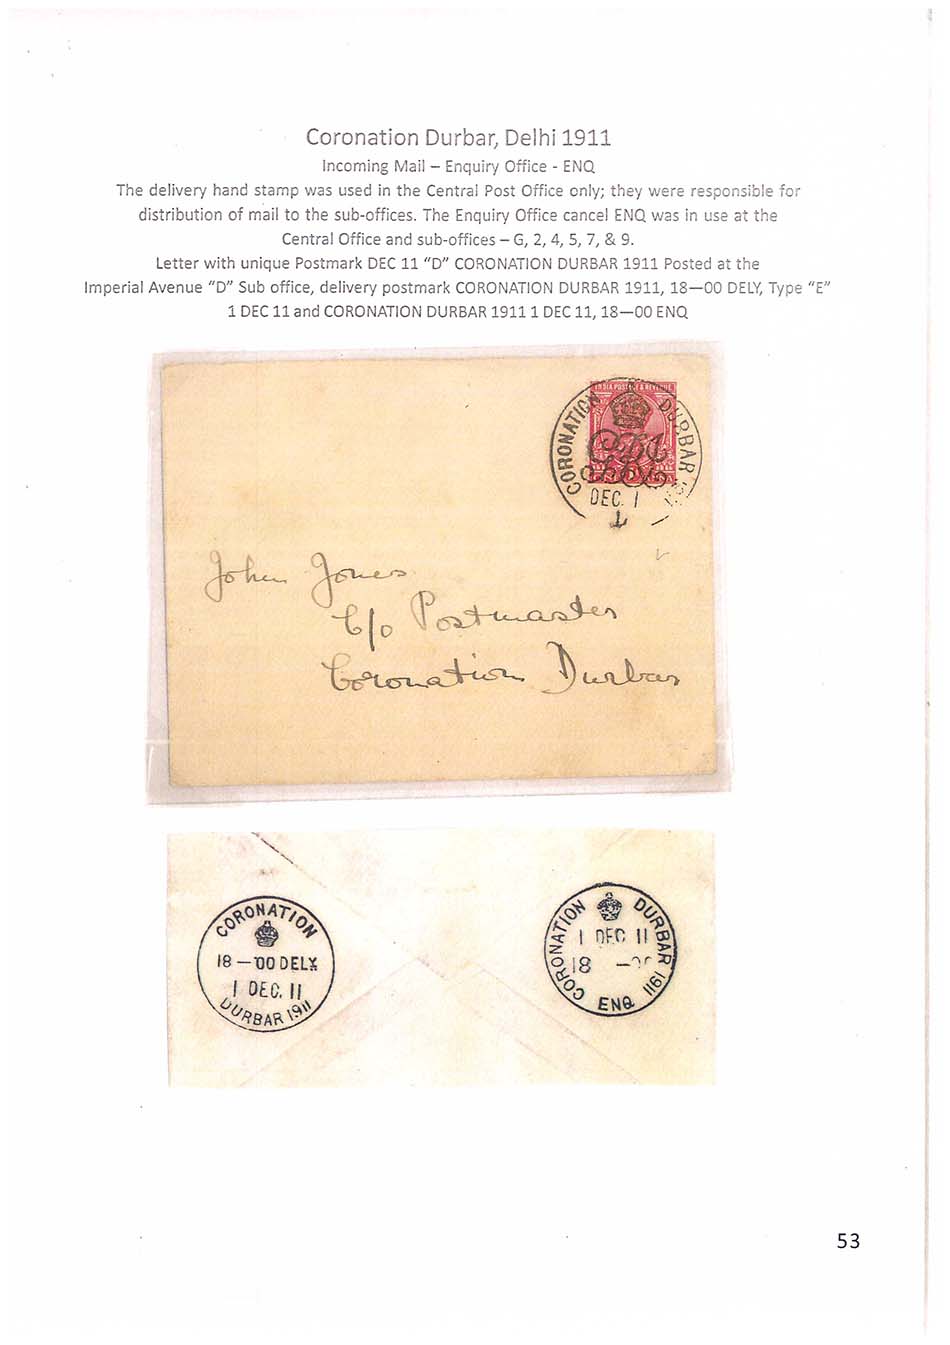 Coronation Durbar, Delhi 1911
Incoming Mail – Enquiry Office - ENQ
The delivery hand stamp was used in the Central Post Office only; they were responsible for
distribution of mail to the sub-offices. The Enquiry Office cancel ENQ was in use at the
Central Office and sub-offices – G, 2, 4, 5, 7, & 9.
Letter with unique Postmark DEC 11 "D" CORONATION DURBAR 1911 Posted at the
Imperial Avenue "D" Sub office, delivery postmark CORONATION DURBAR 1911, 18—00 DELY, Type "E"
1 DEC 11 and CORONATION DURBAR 1911 1 DEC 11, 18—00 ENQ
INDIA POSTAGE & REVENUE
CORONATION DURBAR 1911
DEC. 1
John Jones
C/o Postmaster
Coronation Durbar
CORONATION
18—00 DELY
1 DEC. 11
DURBAR 1911
CORONATION DURBAR 1911
1 DEC 11
18
ENQ
53